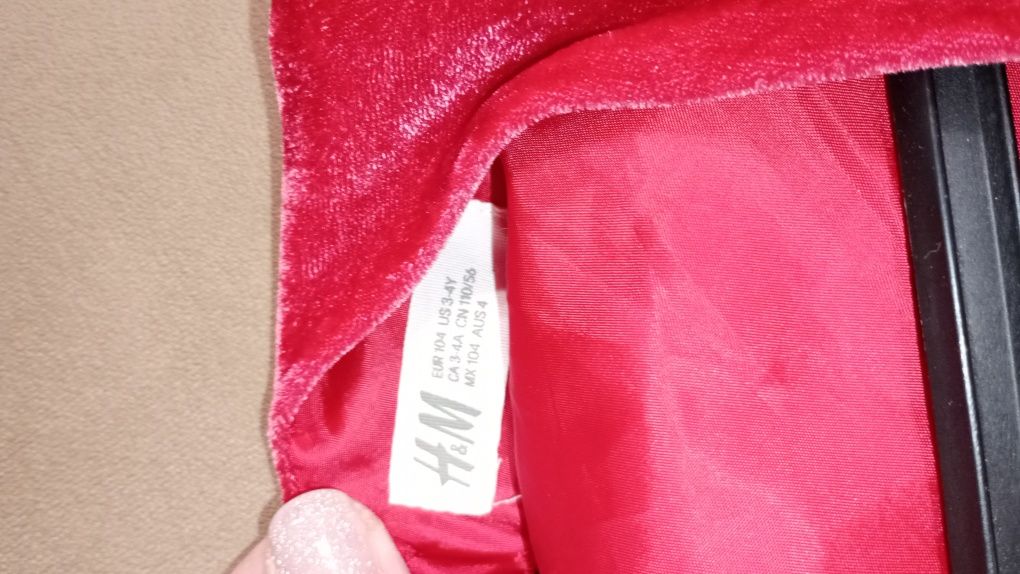 H&M
EUR 104 US 3-4Y
CA 3-4A CN 110/56
MX 104 AUS 4